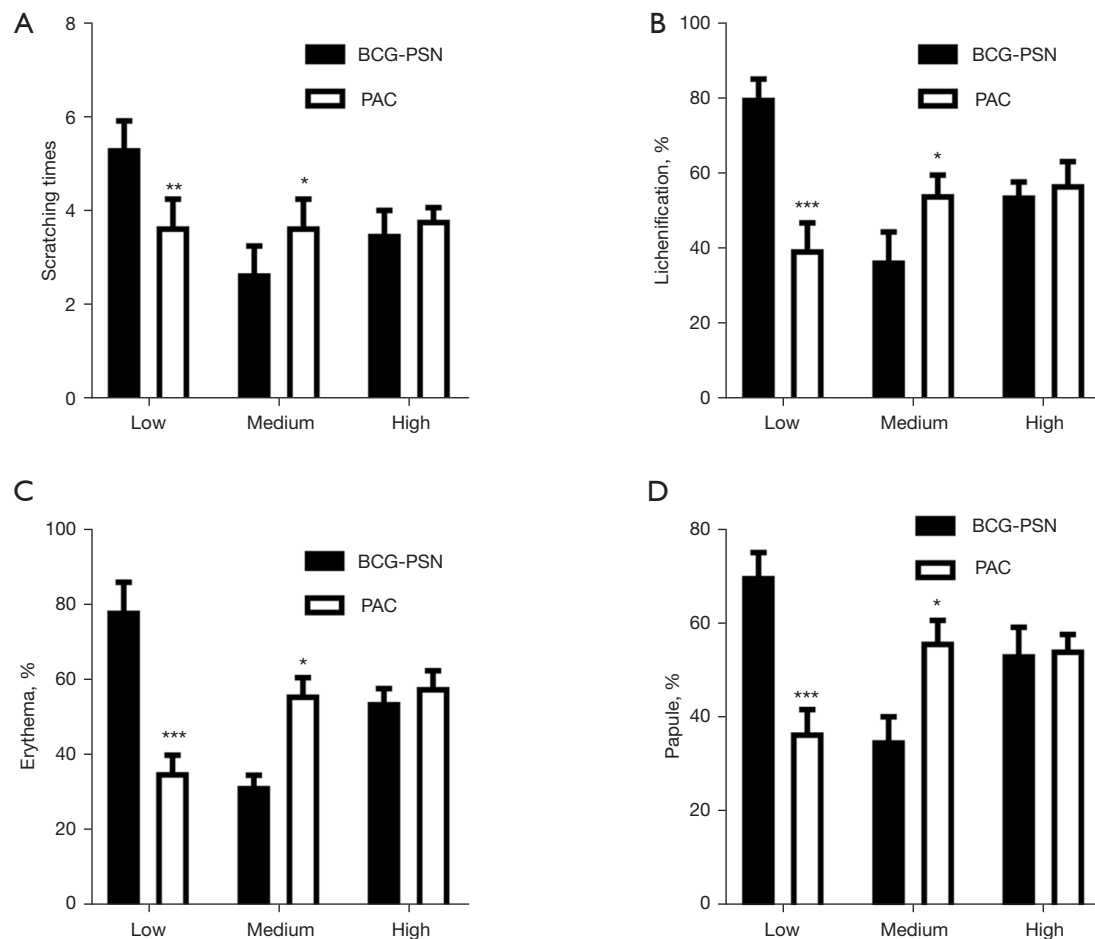 A
8
6
4
2
0
Scratching times
BCG-PSN
PAC
**
*
Low Medium High
B
100
80
60
40
20
0
Lichenification, %
BCG-PSN
PAC
***
*
Low Medium High
C
100
80
60
40
20
0
Erythema, %
BCG-PSN
PAC
***
*
Low Medium High
D
80
60
40
20
0
Papule, %
BCG-PSN
PAC
***
*
Low Medium High